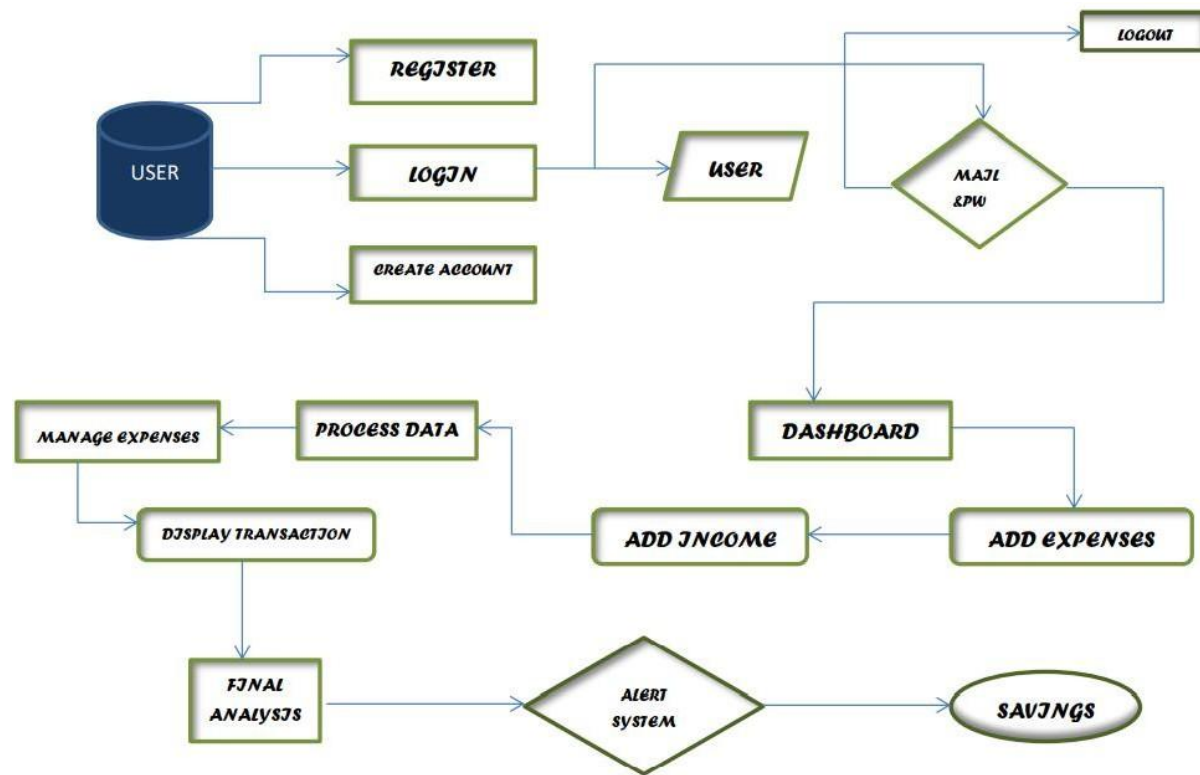 LOGOUT
REGISTER
USER
LOGIN
USER
MAIL
&PW
CREATE ACCOUNT
MANAGE EXPENSES
PROCESS DATA
DASHBOARD
DISPLAY TRANSACTION
ADD INCOME
ADD EXPENSES
FINAL
ANALYSIS
ALERT
SYSTEM
SAVINGS